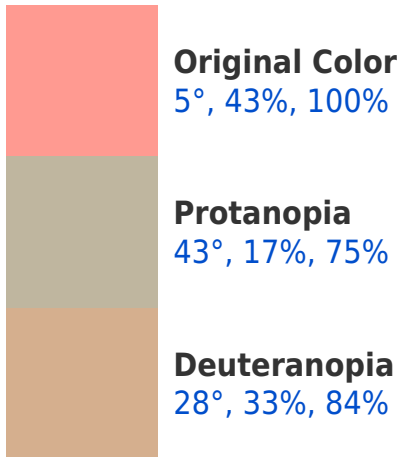 Original Color
5°, 43%, 100%
Protanopia
43°, 17%, 75%
Deuteranopia
28°, 33%, 84%